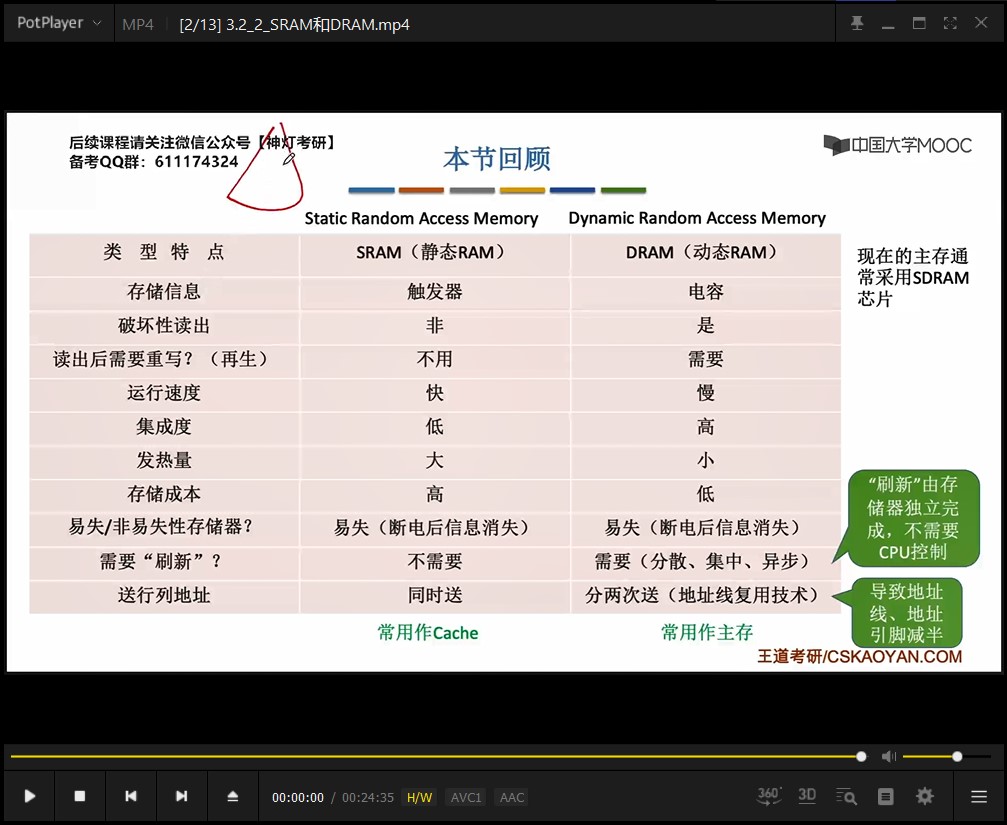 PotPlayer MP4 [2/13] 3.2_2_SRAM和DRAM.mp4
后续课程请关注微信公众号【神灯考研】
备考QQ群：611174324
本节回顾
中国大学MOOC
Static Random Access Memory Dynamic Random Access Memory
类 型 特 点 SRAM（静态RAM） DRAM（动态RAM）
存储信息 触发器 电容
破坏性读出 非 是
读出后需要重写？（再生） 不用 需要
运行速度 快 慢
集成度 低 高
发热量 大 小
存储成本 高 低
易失/非易失性存储器？ 易失（断电后信息消失） 易失（断电后信息消失）
需要“刷新”？ 不需要 需要（分散、集中、异步）
送行列地址 同时送 分两次送（地址线复用技术）
常用作Cache 常用作主存
现在的主存通
常采用SDRAM
芯片
“刷新”由存
储器独立完
成，不需要
CPU控制
导致地址
线、地址
引脚减半
王道考研/CSKAOYAN.COM
00:00:00 / 00:24:35 H/W AVC1 AAC
360° 3D